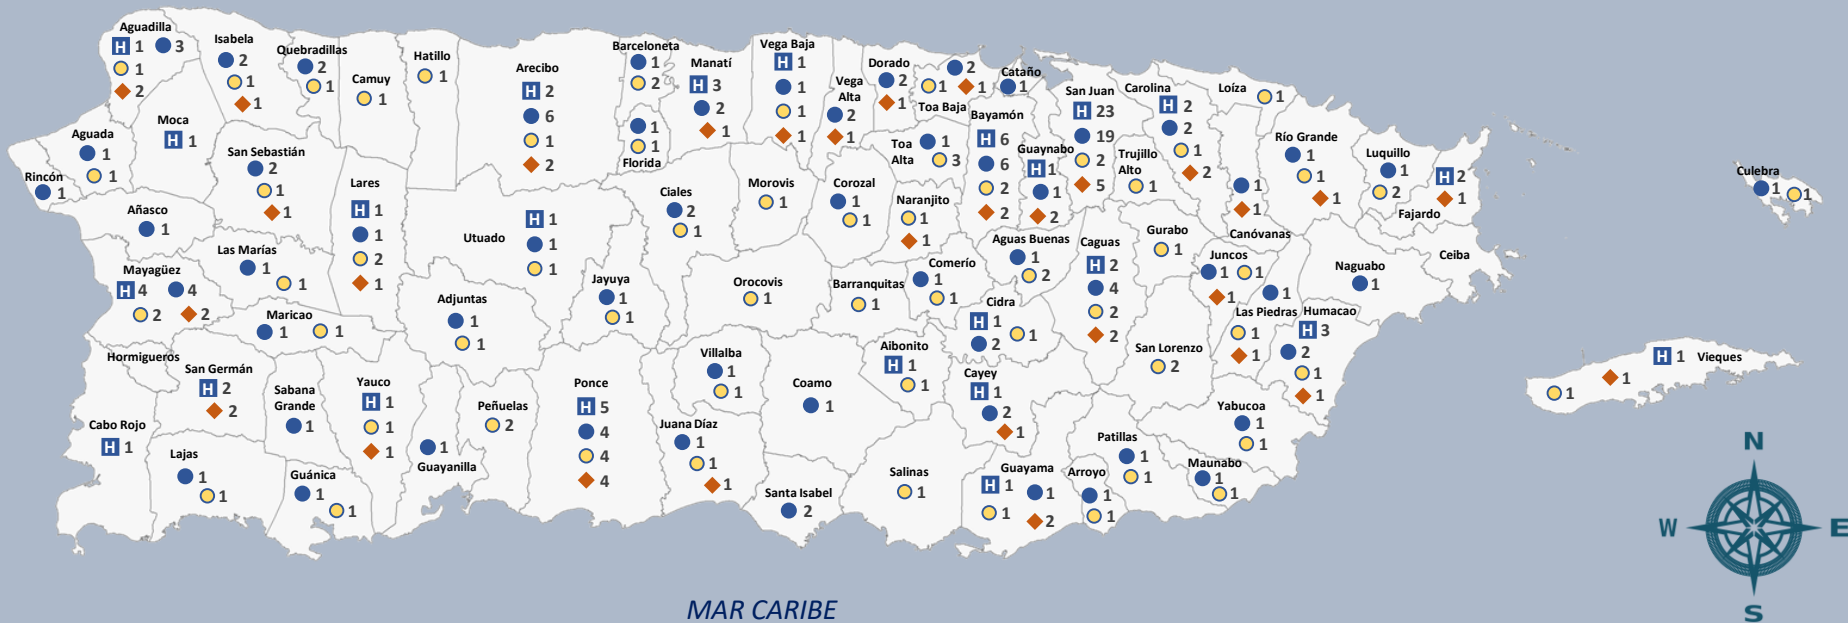 Aguadilla
H 1 3
1
2
Isabela
2
1
1
Quebradillas
2
1
Camuy
1
Hatillo
1
Arecibo
H 2
6
1
2
Barceloneta
1
2
1
1
Florida
Manatí
H 3
2
1
Vega Baja
H 1
1
1
1
Vega
Alta
2
1
Dorado
2
1
2
1 1
Toa Baja
Cataño
1
Toa
Alta
1
3
Bayamón
H 6
6
2
2
Guaynabo
H 1
1
2
San Juan
H 23
19
2
5
Trujillo
Alto
1
Carolina
H 2
2
1
2
Loíza
1
1
1
Canóvanas
Río Grande
1
1
1
Luquillo
1
2
H 2
1
Fajardo
Culebra
1 1
Moca
H 1
Aguada
1
1
Rincón
1
San Sebastián
2
1
1
Lares
H 1
1
2
1
Añasco
1
Las Marías
1
1
Mayagüez
H 4 4
2 2
Maricao
1 1
Utuado
H 1
1
1
Adjuntas
1
1
Jayuya
1
1
Ciales
2
1
Morovis
1
Corozal
1
1
Naranjito
1
1
Orocovis
1
Barranquitas
1
Comerío
1
1
Aguas Buenas
1
2
Cidra
H 1 1
2
Caguas
H 2
4
2
2
Gurabo
1
Juncos
1 1
1
1
Las Piedras
1
1
San Lorenzo
2
Naguabo
1
Ceiba
Humacao
H 3
2
1
1
Hormigueros
San Germán
H 2
2
Sabana
Grande
1
Yauco
H 1
1
1
Cabo Rojo
H 1
Lajas
1
1
Guánica
1
1
1
Guayanilla
Peñuelas
2
Ponce
H 5
4
4
4
Villalba
1
1
Juana Díaz
1
1
1
Coamo
1
Santa Isabel
2
Aibonito
H 1
1
Cayey
H 1
2
1
Salinas
1
Guayama
H 1 1
1 2
Arroyo
1
1
Patillas
1
1
Maunabo
1
1
Yabucoa
1
1
H 1 Vieques
1
1
N
W E
S
MAR CARIBE